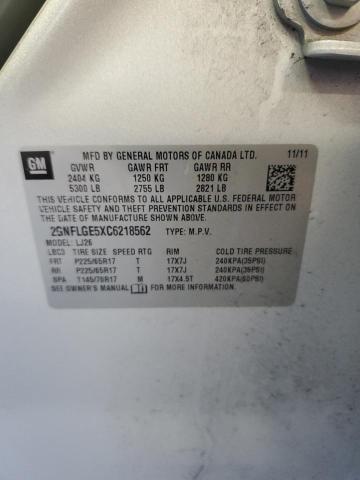 GM
MFD BY GENERAL MOTORS OF CANADA LTD. 11/11
GVWR GAWR FRT GAWR RR
2404 KG 1250 KG 1280 KG
5300 LB 2755 LB 2821 LB
THIS VEHICLE CONFORMS TO ALL APPLICABLE U.S. FEDERAL MOTOR
VEHICLE SAFETY AND THEFT PREVENTION STANDARDS IN EFFECT
ON THE DATE OF MANUFACTURE SHOWN ABOVE.
2GNFLGE5XC6218562 TYPE: M.P.V.
MODEL: LJ26
LBC3 TIRE SIZE SPEED RTG RIM COLD TIRE PRESSURE
FRT P225/65R17 T 17X7J 240KPA(35PSI)
RR P225/65R17 T 17X7J 240KPA(35PSI)
SPA T145/70R17 M 17X4.5T 420KPA(60PSI)
SEE OWNER'S MANUAL FOR ADDITIONAL INFORMATION